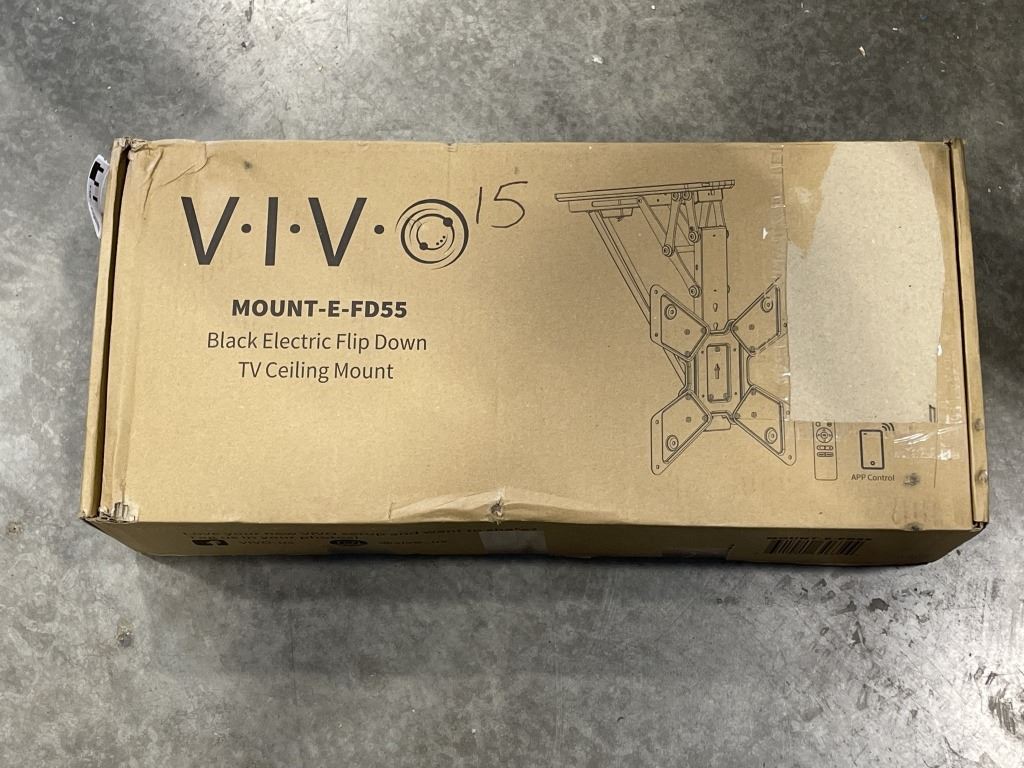 V·I·V·O
15
MOUNT-E-FD55
Black Electric Flip Down
TV Ceiling Mount
APP Control